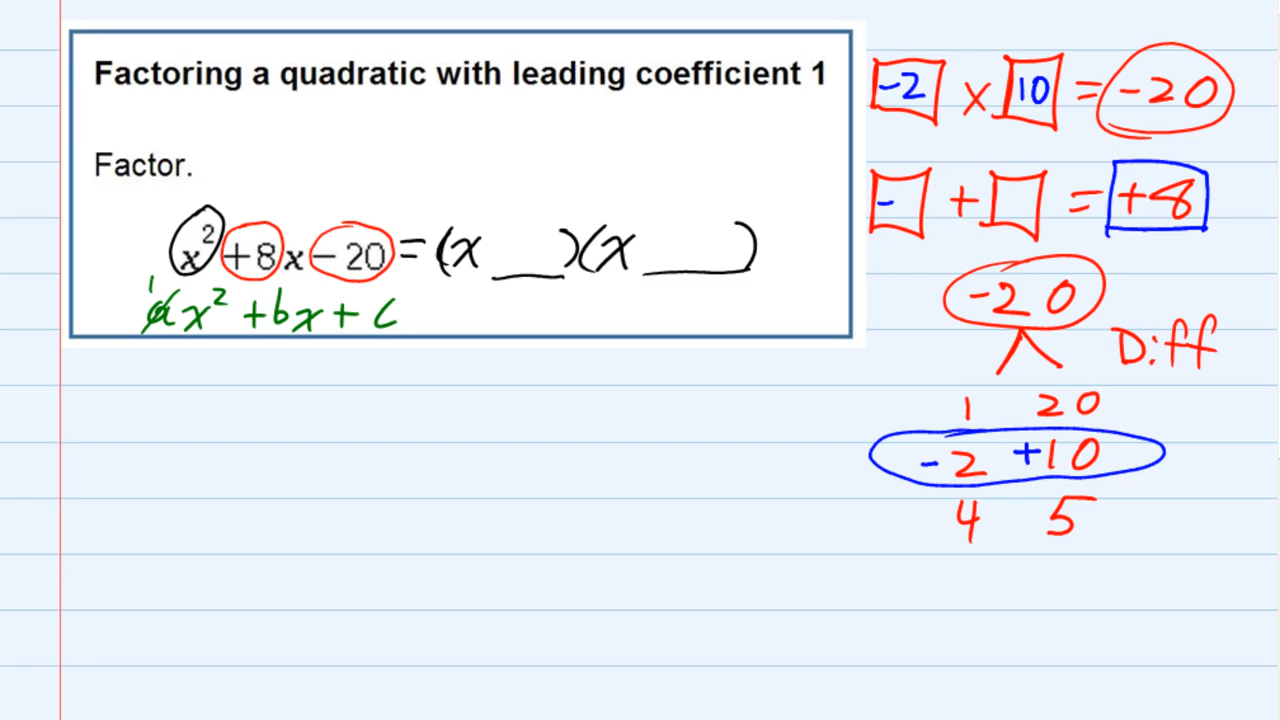 Factoring a quadratic with leading coefficient 1
Factor.
x² +8x −20 = (x ___)(x ___)
1
ax² + bx + c
-2 x 10 = -20
- + = +8
-20
Diff
1 20
-2 +10
4 5